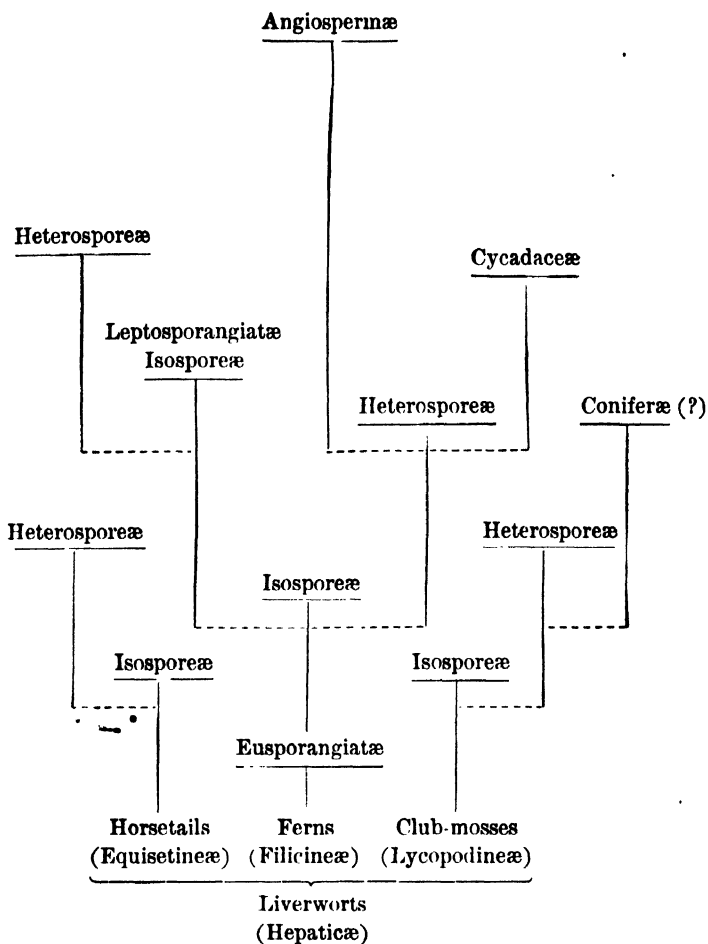 Angiospermæ
Heterosporeæ
Cycadaceæ
Leptosporangiatæ
Isosporeæ
Heterosporeæ
Coniferæ (?)
Heterosporeæ
Heterosporeæ
Isosporeæ
Isosporeæ
Isosporeæ
Eusporangiatæ
Horsetails
(Equisetineæ)
Ferns
(Filicineæ)
Club-mosses
(Lycopodineæ)
Liverworts
(Hepaticæ)